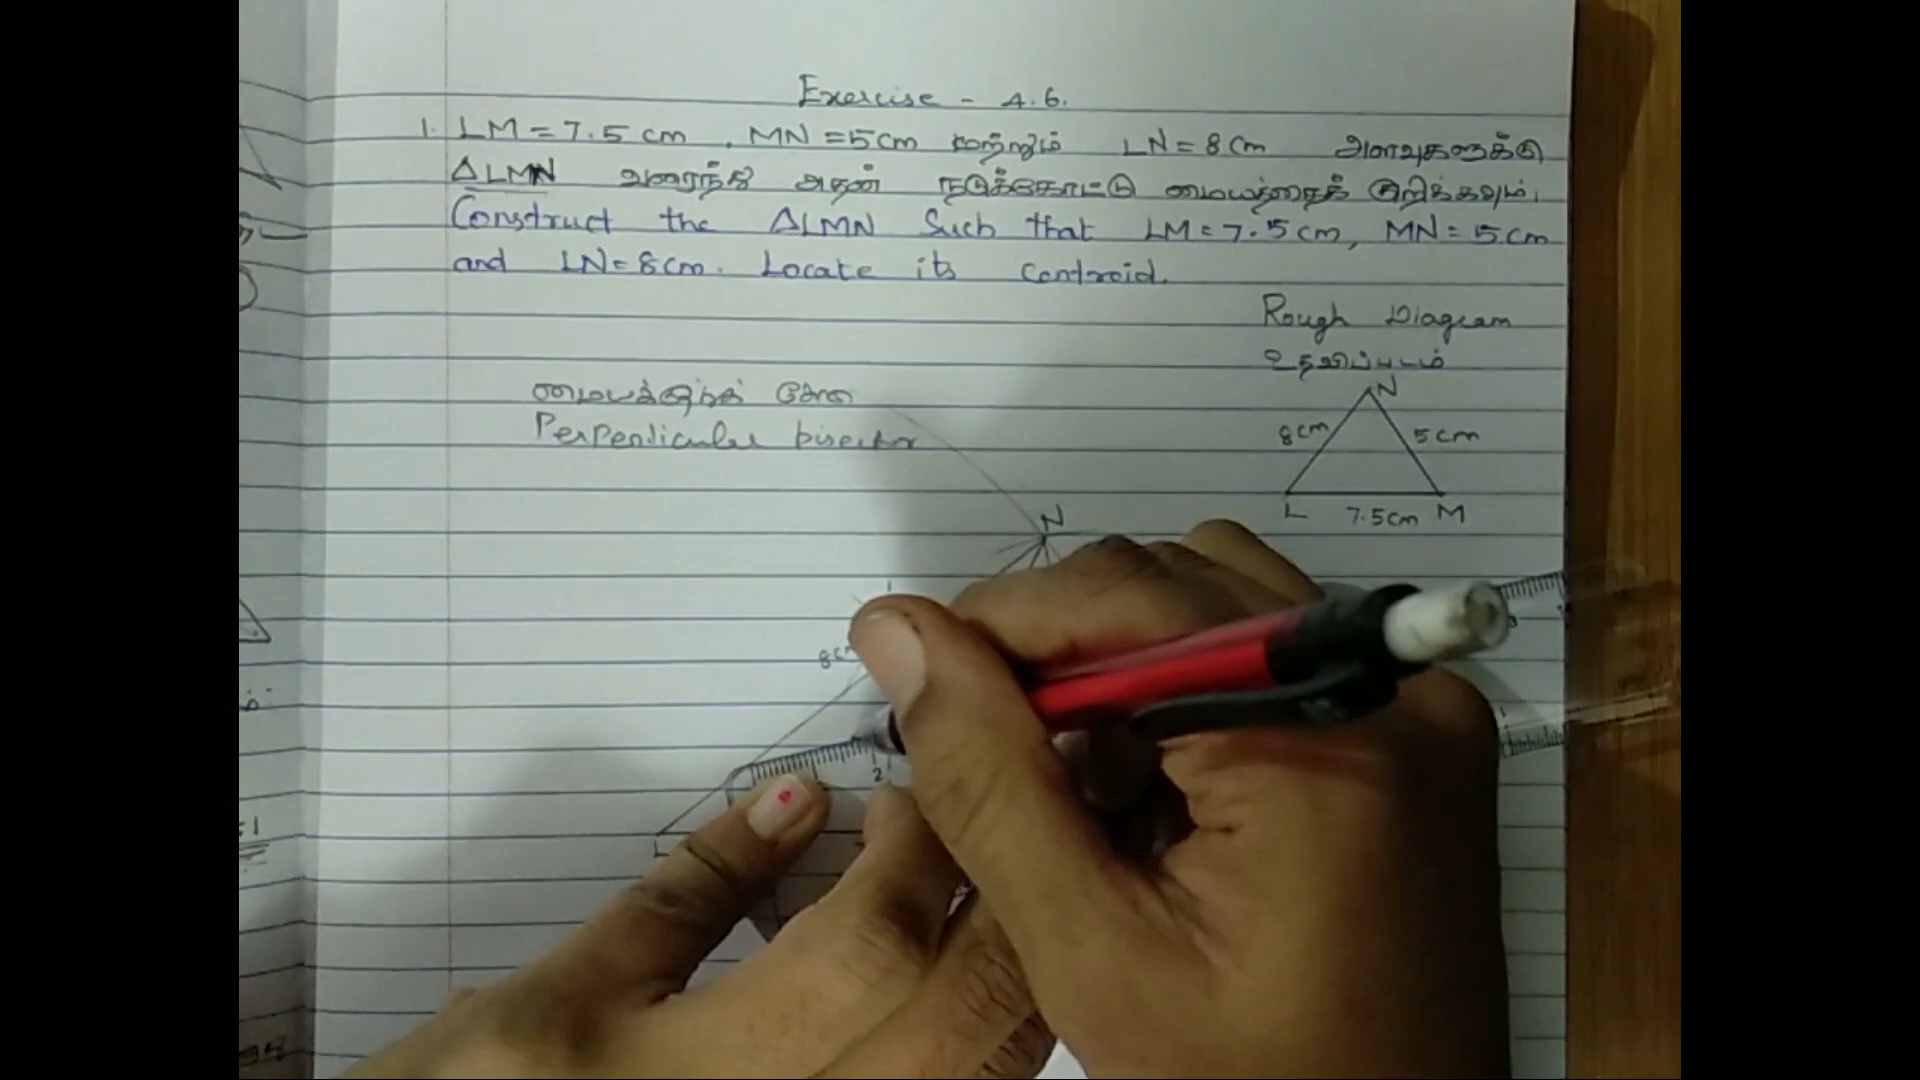 Exercise - 4.6.
1. LM = 7.5 cm, MN = 5cm மற்றும் LN = 8cm அளவுகளுக்கு
ΔLMN வரைந்து அதன் நடுக்கோட்டு மையத்தைக் குறிக்கவும்.
Construct the ΔLMN Such that LM = 7.5 cm, MN = 5 cm
and LN = 8cm. Locate its centroid.
Rough Diagram
உதவிப்படம்
மையக்குத்துக் கோடு
Perpendicular bisector
N
8cm 5cm
L 7.5cm M
N
8c
2
L